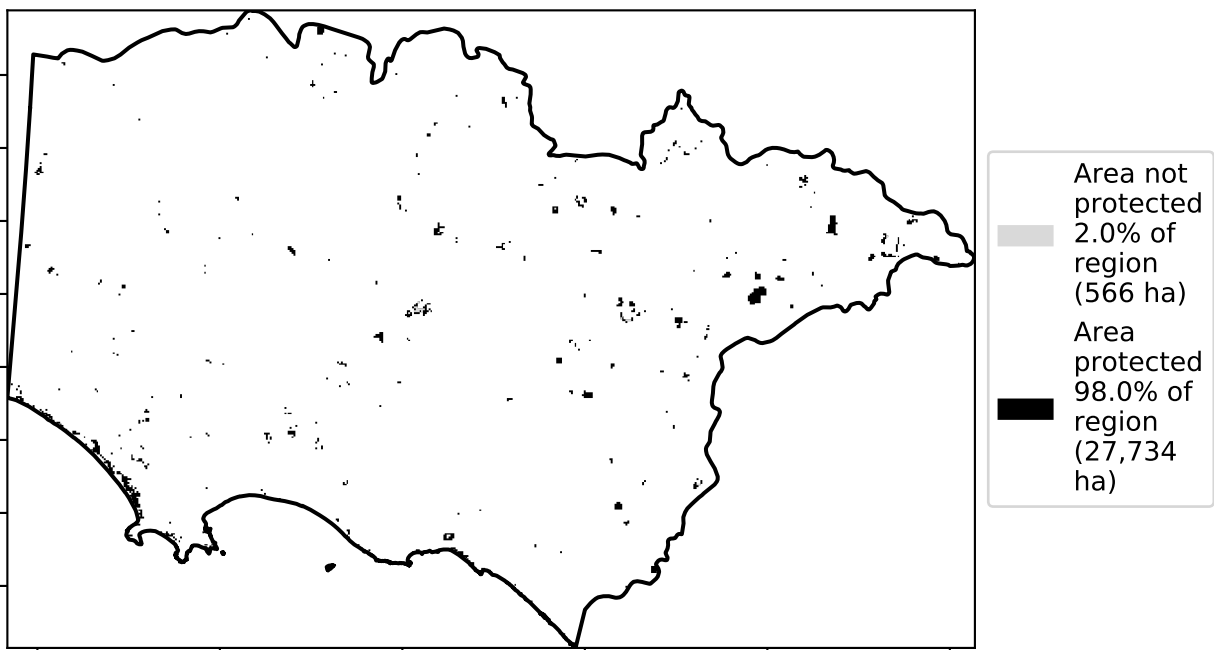 Area not
protected
2.0% of
region
(566 ha)
Area
protected
98.0% of
region
(27,734
ha)